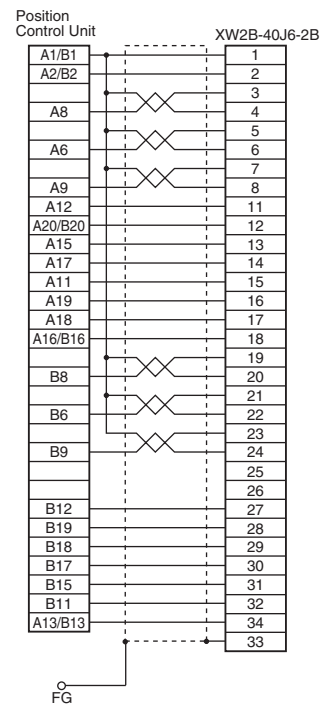 Position
Control Unit
XW2B-40J6-2B
A1/B1 1
A2/B2 2
3
A8 4
5
A6 6
7
A9 8
A12 11
A20/B20 12
A15 13
A17 14
A11 15
A19 16
A18 17
A16/B16 18
19
B8 20
21
B6 22
23
B9 24
25
26
B12 27
B19 28
B18 29
B17 30
B15 31
B11 32
A13/B13 34
33
FG